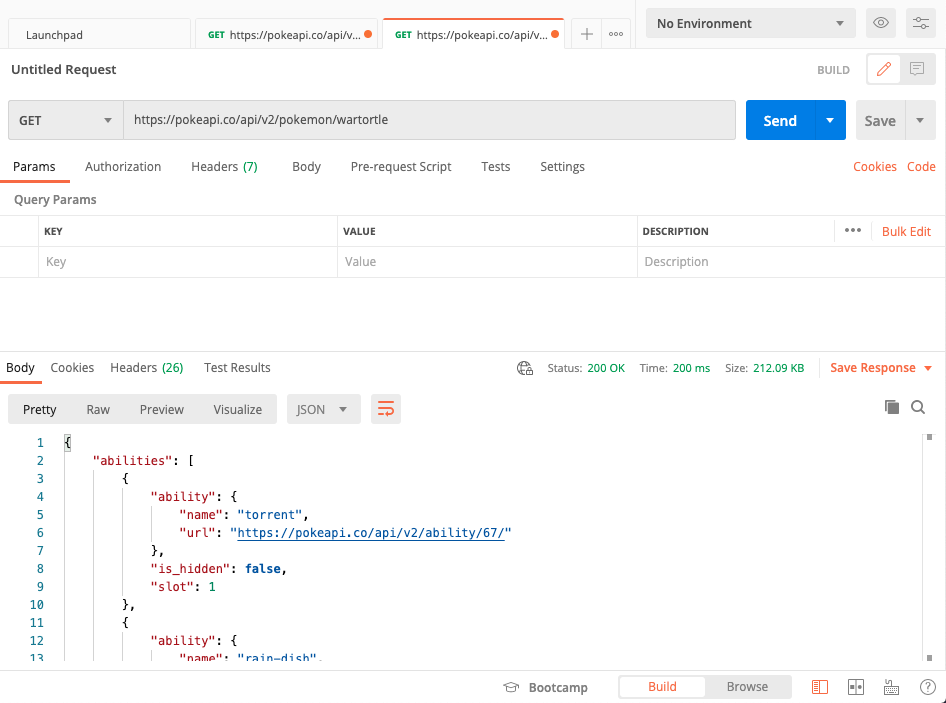 Launchpad GET https://pokeapi.co/api/v... GET https://pokeapi.co/api/v... No Environment
Untitled Request BUILD
GET https://pokeapi.co/api/v2/pokemon/wartortle Send Save
Params Authorization Headers (7) Body Pre-request Script Tests Settings Cookies Code
Query Params
KEY VALUE DESCRIPTION Bulk Edit
Key Value Description
Body Cookies Headers (26) Test Results Status: 200 OK Time: 200 ms Size: 212.09 KB Save Response
Pretty Raw Preview Visualize JSON
1 {
2 "abilities": [
3 {
4 "ability": {
5 "name": "torrent",
6 "url": "https://pokeapi.co/api/v2/ability/67/"
7 },
8 "is_hidden": false,
9 "slot": 1
10 },
11 {
12 "ability": {
13 "name": "rain-dish",
Bootcamp Build Browse